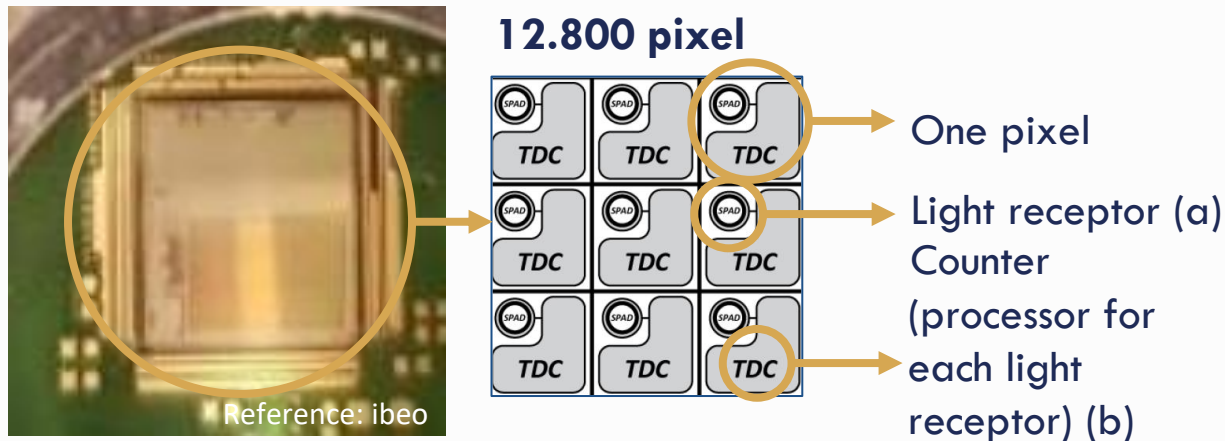 12.800 pixel
SPAD SPAD SPAD
TDC TDC TDC
SPAD SPAD SPAD
TDC TDC TDC
SPAD SPAD SPAD
TDC TDC TDC
One pixel
Light receptor (a)
Counter
(processor for
each light
receptor) (b)
Reference: ibeo